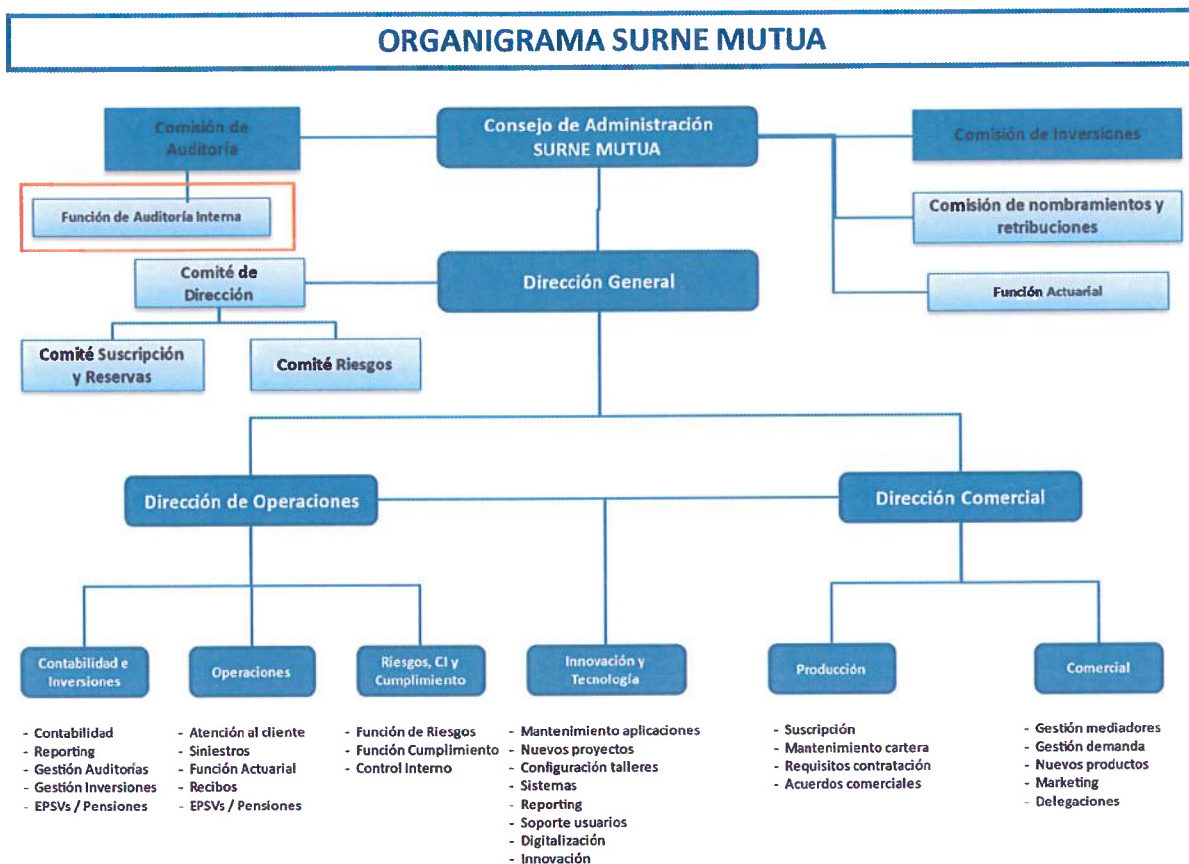 ORGANIGRAMA SURNE MUTUA
Comisión de
Auditoría
Consejo de Administración
SURNE MUTUA
Comisión de Inversiones
Función de Auditoría Interna
Comisión de nombramientos y
retribuciones
Comité de
Dirección
Dirección General
Función Actuarial
Comité Suscripción
y Reservas
Comité Riesgos
Dirección de Operaciones
Dirección Comercial
Contabilidad e
Inversiones
Operaciones
Riesgos, CI y
Cumplimiento
Innovación y
Tecnología
Producción
Comercial
- Contabilidad
- Reporting
- Gestión Auditorías
- Gestión Inversiones
- EPSVs / Pensiones
- Atención al cliente
- Siniestros
- Función Actuarial
- Recibos
- EPSVs / Pensiones
- Función de Riesgos
- Función Cumplimiento
- Control Interno
- Mantenimiento aplicaciones
- Nuevos proyectos
- Configuración talleres
- Sistemas
- Reporting
- Soporte usuarios
- Digitalización
- Innovación
- Suscripción
- Mantenimiento cartera
- Requisitos contratación
- Acuerdos comerciales
- Gestión mediadores
- Gestión demanda
- Nuevos productos
- Marketing
- Delegaciones